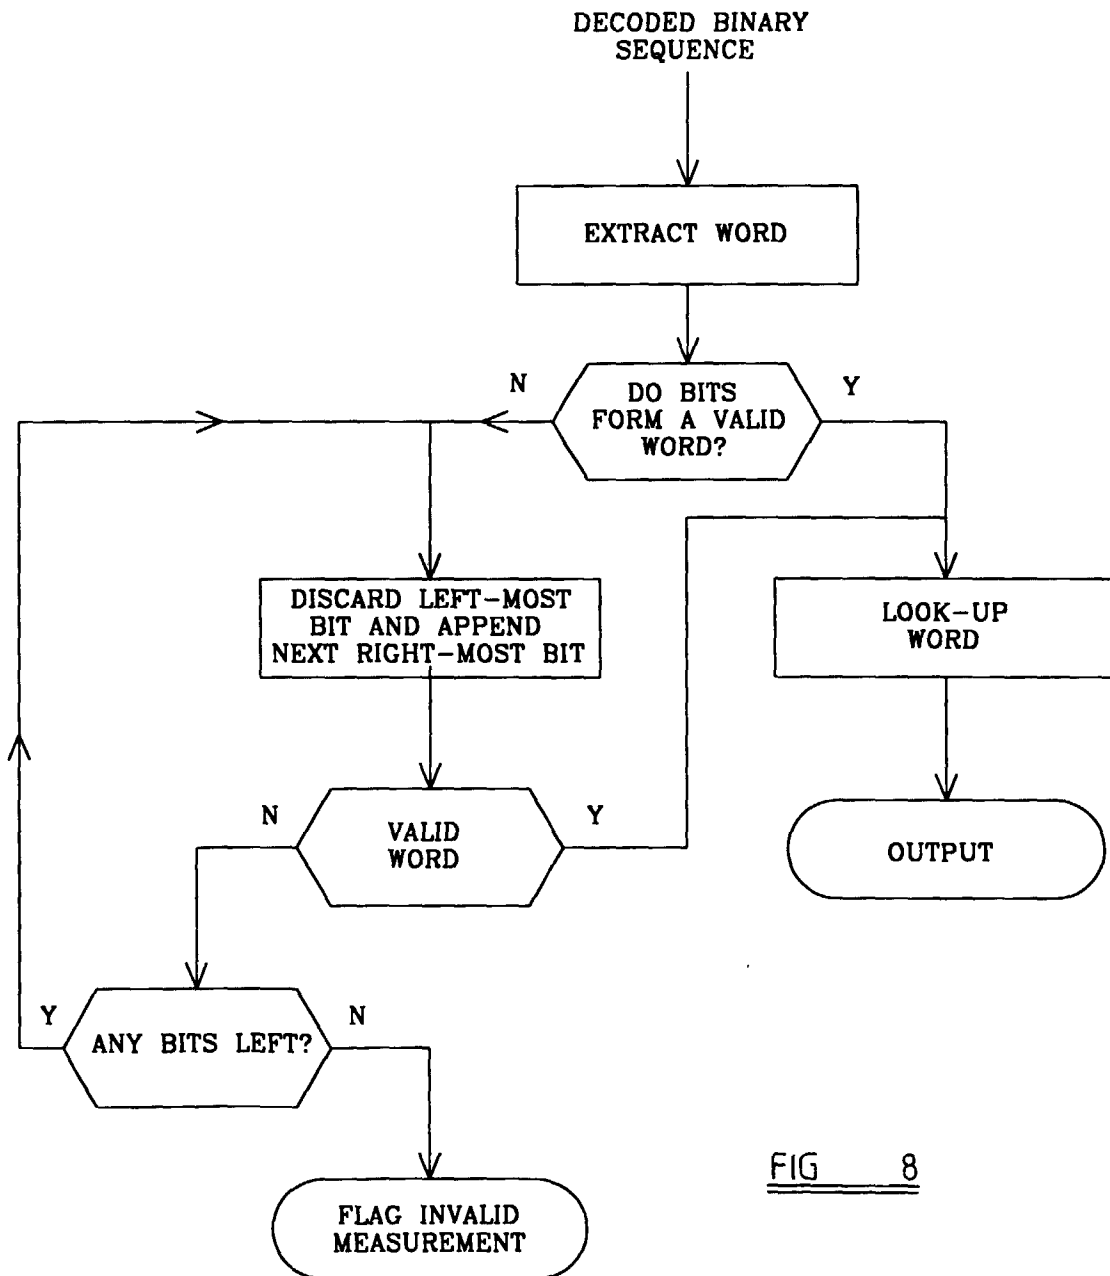 DECODED BINARY
SEQUENCE
EXTRACT WORD
N
DO BITS
FORM A VALID
WORD?
Y
DISCARD LEFT-MOST
BIT AND APPEND
NEXT RIGHT-MOST BIT
LOOK-UP
WORD
N
VALID
WORD
Y
OUTPUT
Y
ANY BITS LEFT?
N
FLAG INVALID
MEASUREMENT
FIG 8